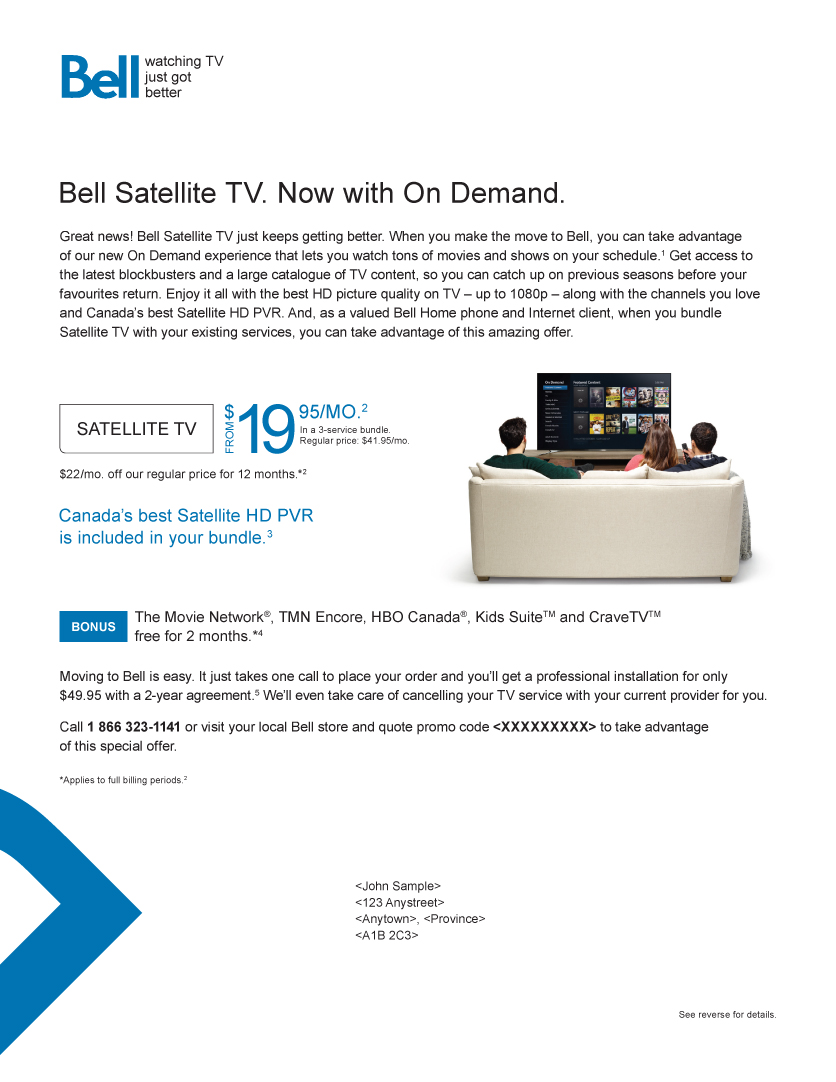 Bell
watching TV
just got
better
Bell Satellite TV. Now with On Demand.
Great news! Bell Satellite TV just keeps getting better. When you make the move to Bell, you can take advantage
of our new On Demand experience that lets you watch tons of movies and shows on your schedule.¹ Get access to
the latest blockbusters and a large catalogue of TV content, so you can catch up on previous seasons before your
favourites return. Enjoy it all with the best HD picture quality on TV – up to 1080p – along with the channels you love
and Canada's best Satellite HD PVR. And, as a valued Bell Home phone and Internet client, when you bundle
Satellite TV with your existing services, you can take advantage of this amazing offer.
SATELLITE TV
FROM $19 95/MO.²
In a 3-service bundle.
Regular price: $41.95/mo.
$22/mo. off our regular price for 12 months.*²
Canada's best Satellite HD PVR
is included in your bundle.³
On Demand
Featured Content
BONUS
The Movie Network®, TMN Encore, HBO Canada®, Kids Suite™ and CraveTV™
free for 2 months.*⁴
Moving to Bell is easy. It just takes one call to place your order and you'll get a professional installation for only
$49.95 with a 2-year agreement.⁵ We'll even take care of cancelling your TV service with your current provider for you.
Call 1 866 323-1141 or visit your local Bell store and quote promo code <XXXXXXXXX> to take advantage
of this special offer.
*Applies to full billing periods.²
<John Sample>
<123 Anystreet>
<Anytown>, <Province>
<A1B 2C3>
See reverse for details.